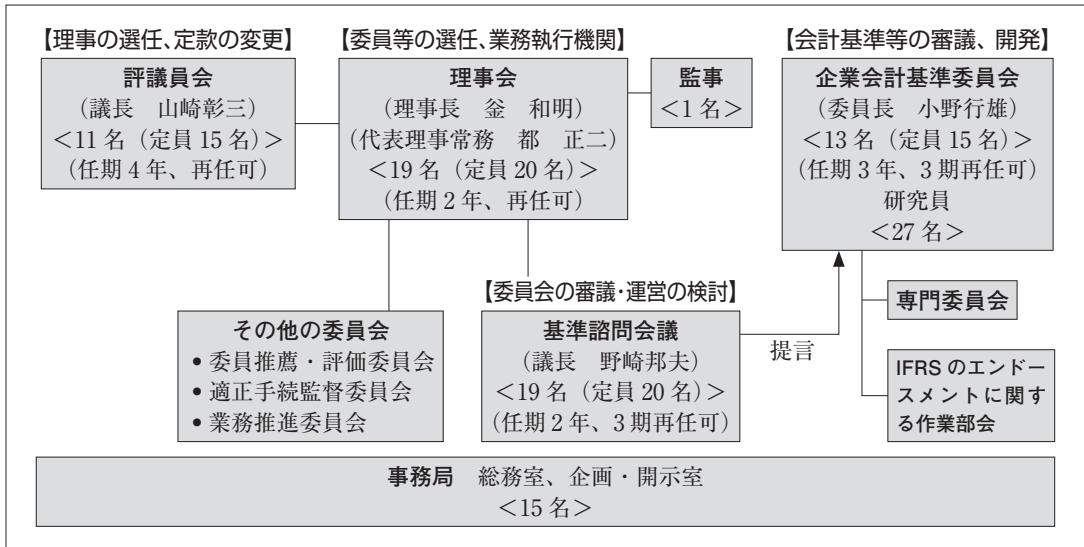 【理事の選任、定款の変更】
評議員会
(議長 山崎彰三)
<11名(定員15名)>
(任期4年、再任可)
【委員等の選任、業務執行機関】
理事会
(理事長 釡 和明)
(代表理事常務 都 正二)
<19名(定員20名)>
(任期2年、再任可)
監事
<1名>
【会計基準等の審議、開発】
企業会計基準委員会
(委員長 小野行雄)
<13名(定員15名)>
(任期3年、3期再任可)
研究員
<27名>
その他の委員会
• 委員推薦・評価委員会
• 適正手続監督委員会
• 業務推進委員会
【委員会の審議・運営の検討】
基準諮問会議
(議長 野崎邦夫)
<19名(定員20名)>
(任期2年、3期再任可)
提言
専門委員会
IFRSのエンドー
スメントに関す
る作業部会
事務局 総務室、企画・開示室
<15名>